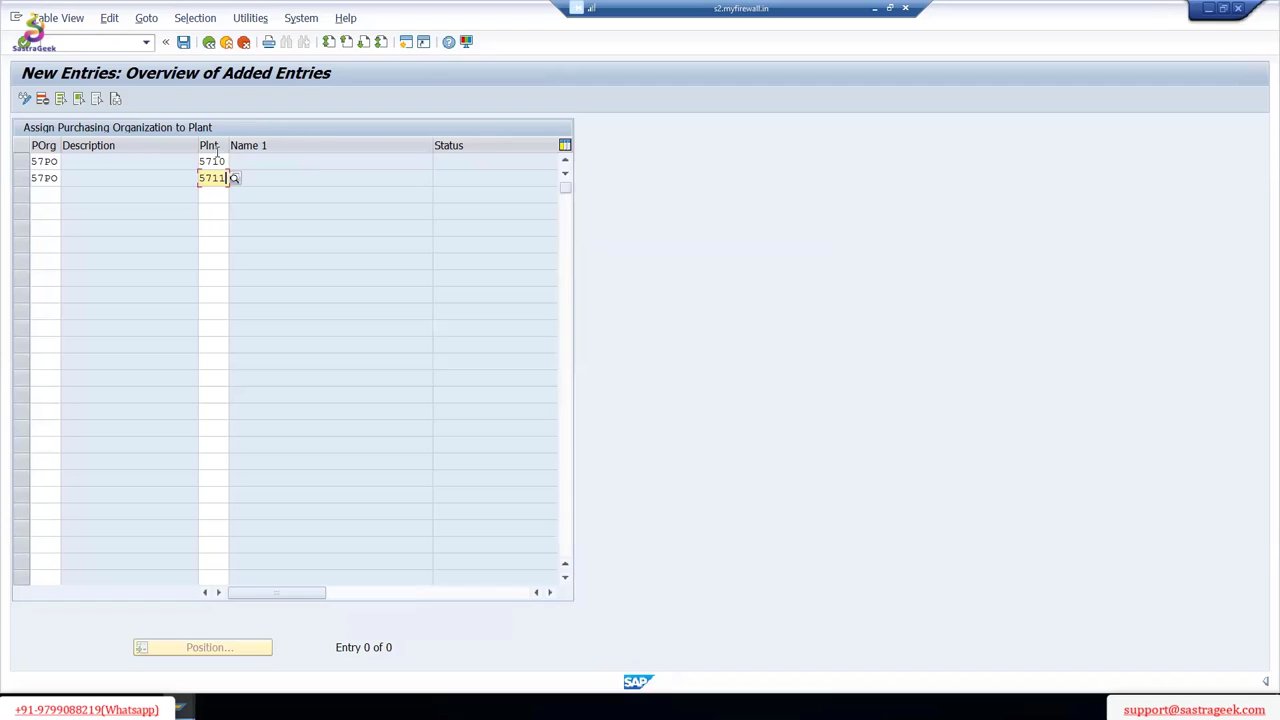 s2.myfirewall.in
Table View Edit Goto Selection Utilities System Help
SastraGeek
New Entries: Overview of Added Entries
Assign Purchasing Organization to Plant
POrg Description Plnt Name 1 Status
57PO 5710
57PO 5711
Position... Entry 0 of 0
SAP
+91-9799088219(Whatsapp) support@sastrageek.com